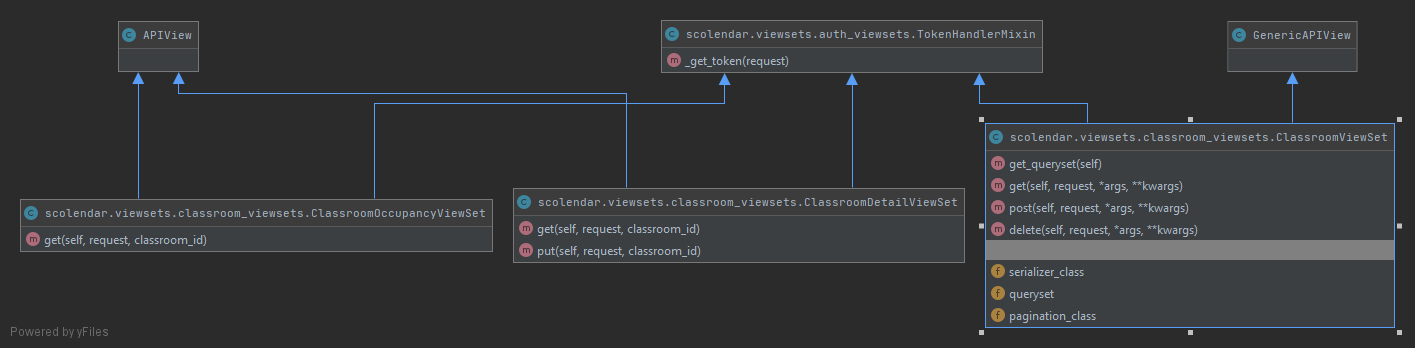 APIView
scolendar.viewsets.auth_viewsets.TokenHandlerMixin
_get_token(request)
GenericAPIView
scolendar.viewsets.classroom_viewsets.ClassroomOccupancyViewSet
get(self, request, classroom_id)
scolendar.viewsets.classroom_viewsets.ClassroomDetailViewSet
get(self, request, classroom_id)
put(self, request, classroom_id)
scolendar.viewsets.classroom_viewsets.ClassroomViewSet
get_queryset(self)
get(self, request, *args, **kwargs)
post(self, request, *args, **kwargs)
delete(self, request, *args, **kwargs)
serializer_class
queryset
pagination_class
Powered by yFiles